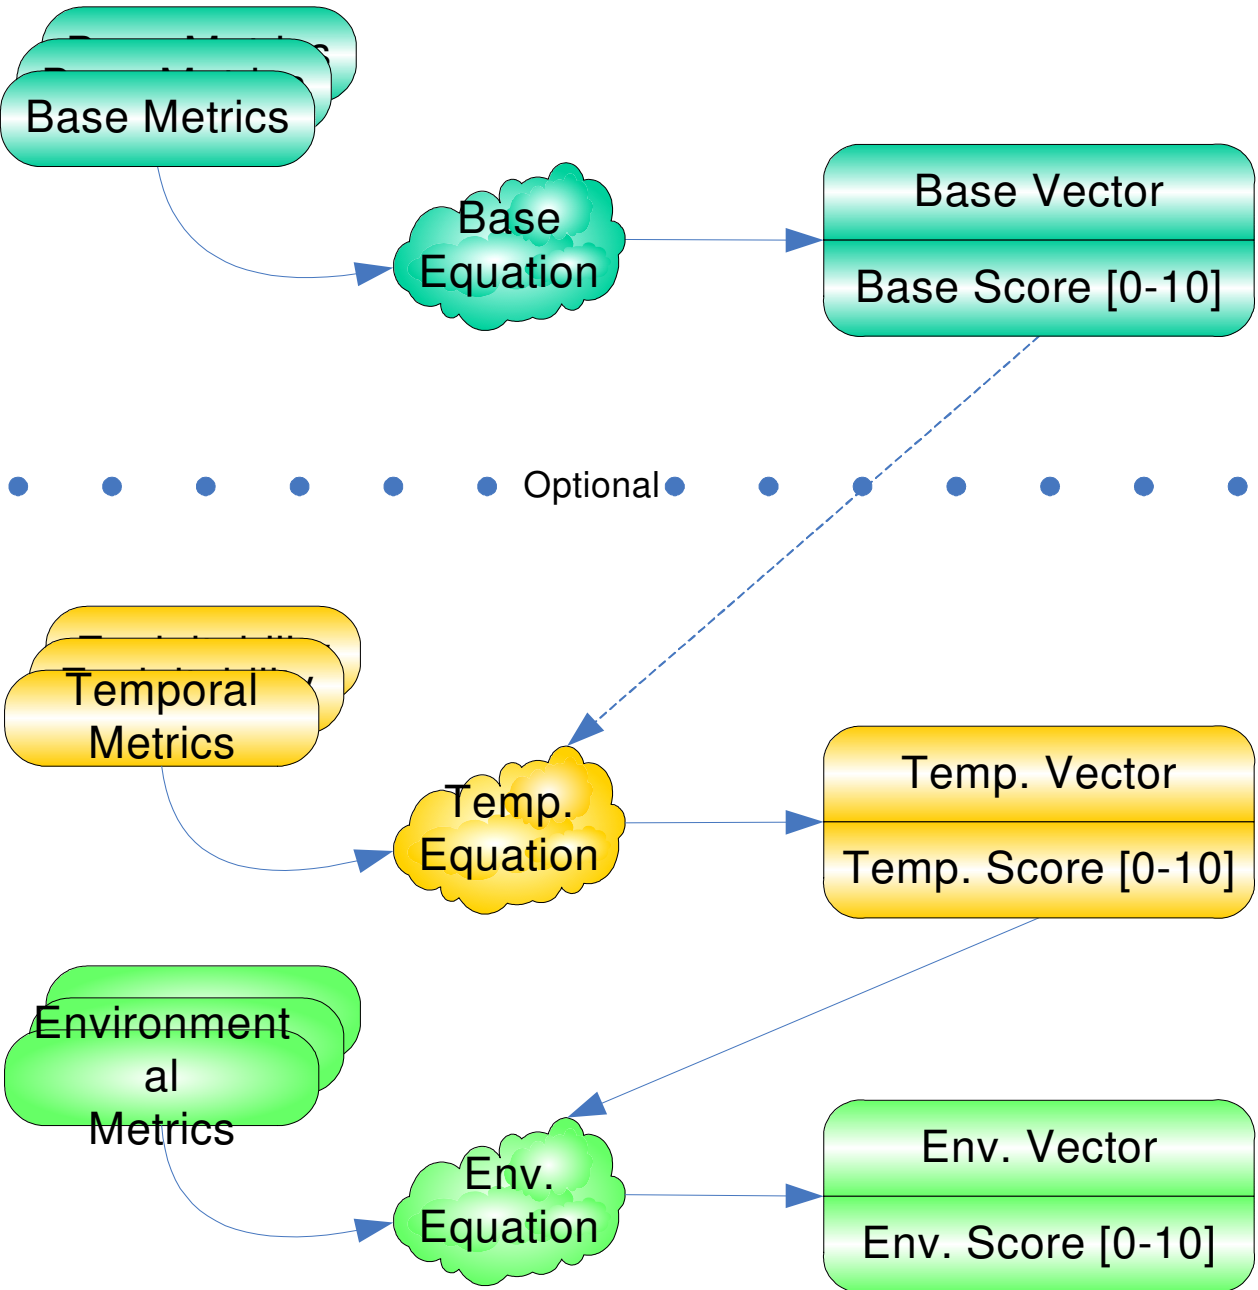 Base Metrics
Base
Equation
Base Vector
Base Score [0-10]
Optional
Temporal
Metrics
Temp.
Equation
Temp. Vector
Temp. Score [0-10]
Environment
al
Metrics
Env.
Equation
Env. Vector
Env. Score [0-10]